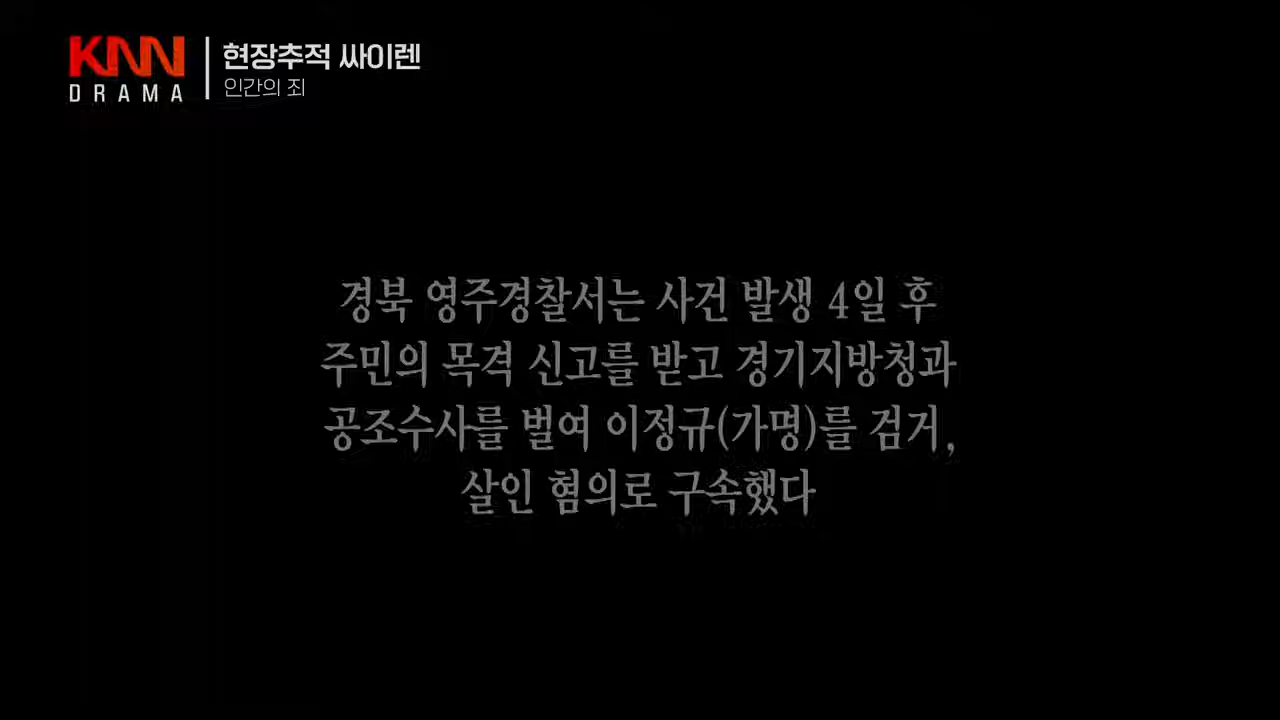 KNN
DRAMA
현장추적 싸이렌
인간의 죄
경북 영주경찰서는 사건 발생 4일 후
주민의 목격 신고를 받고 경기지방청과
공조수사를 벌여 이정규(가명)를 검거,
살인 혐의로 구속했다